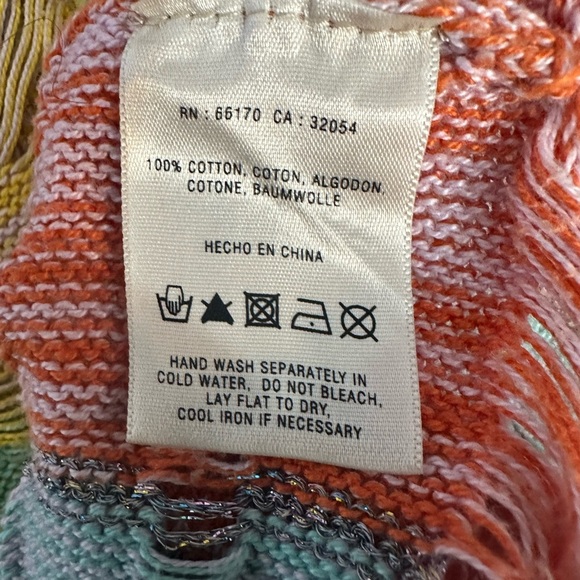 RN : 66170 CA : 32054
100% COTTON, COTON, ALGODON,
COTONE, BAUMWOLLE
HECHO EN CHINA
HAND WASH SEPARATELY IN
COLD WATER, DO NOT BLEACH,
LAY FLAT TO DRY,
COOL IRON IF NECESSARY